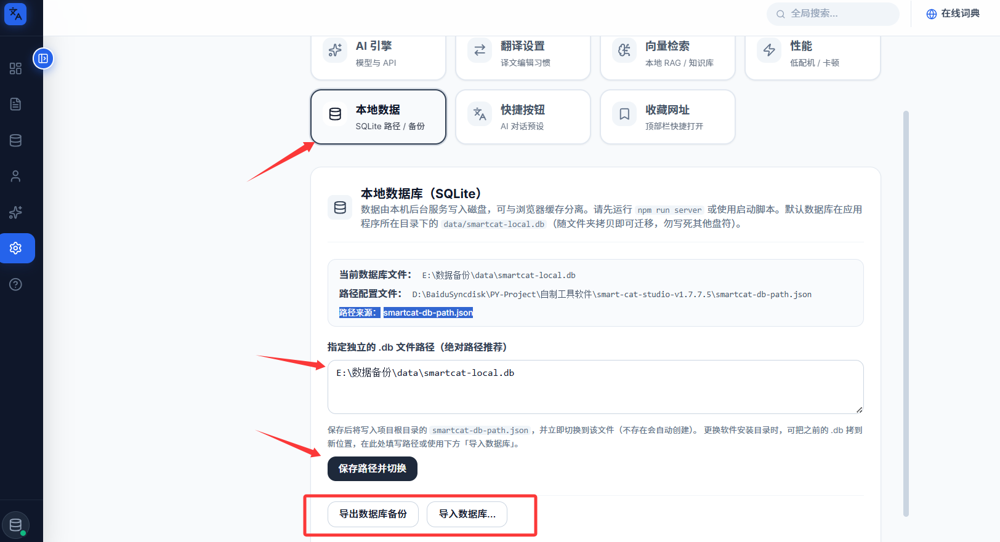 全局搜索...
在线词典
AI 引擎
模型与 API
翻译设置
译文编辑习惯
向量检索
本地 RAG / 知识库
性能
低配机 / 卡顿
本地数据
SQLite 路径 / 备份
快捷按钮
AI 对话预设
收藏网址
顶部栏快捷打开
本地数据库（SQLite）
数据由本机后台服务写入磁盘，可与浏览器缓存分离。请先运行 npm run server 或使用启动脚本。默认数据库在应用
程序所在目录下的 data/smartcat-local.db （随文件夹拷贝即可迁移，勿写死其他盘符）。
当前数据库文件： E:\数据备份\data\smartcat-local.db
路径配置文件： D:\BaiduSyncdisk\PY-Project\自制工具软件\smart-cat-studio-v1.7.7.5\smartcat-db-path.json
路径来源： smartcat-db-path.json
指定独立的 .db 文件路径（绝对路径推荐）
E:\数据备份\data\smartcat-local.db
保存后将写入项目根目录的 smartcat-db-path.json ，并立即切换到该文件（不存在会自动创建）。 更换软件安装目录时，可把之前的 .db 拷到
新位置，在此处填写路径或使用下方「导入数据库」。
保存路径并切换
导出数据库备份
导入数据库...